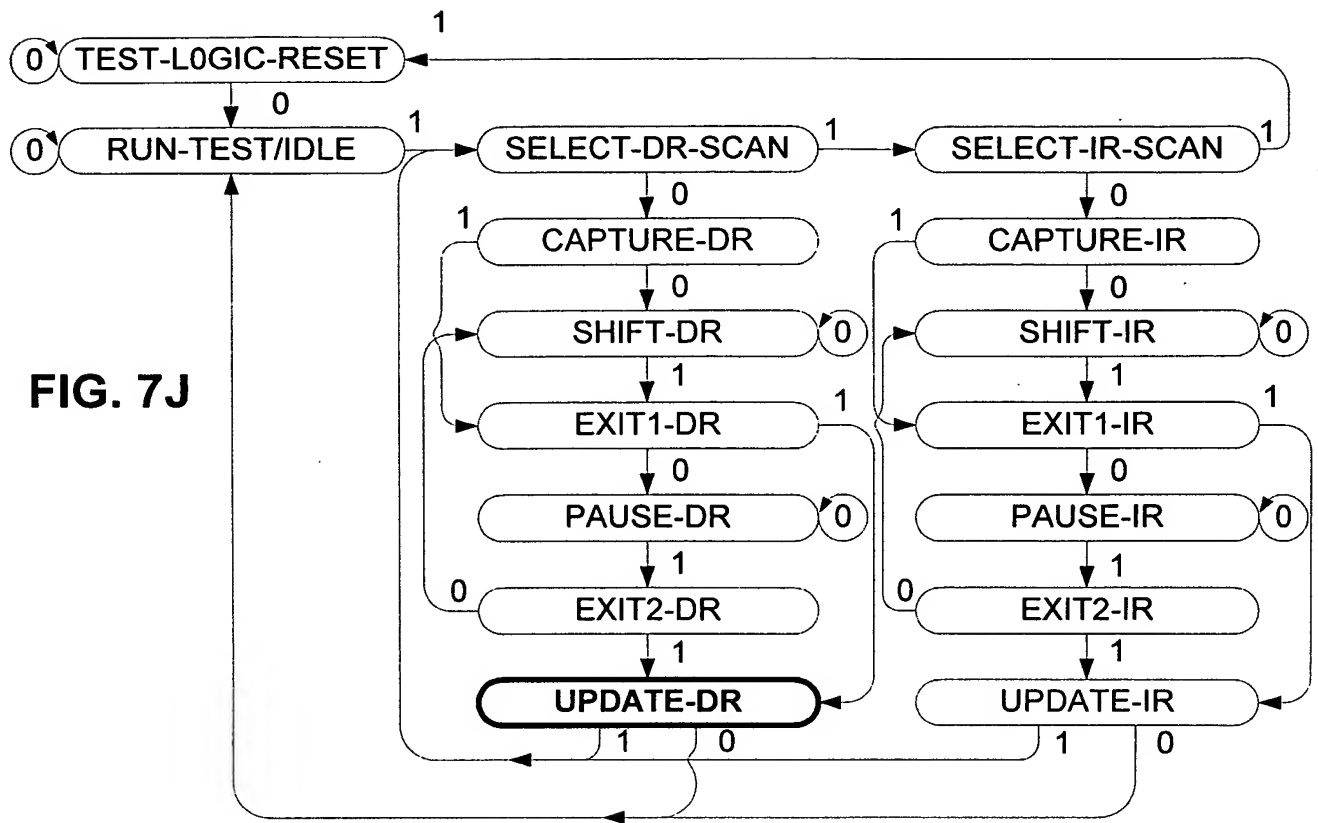 1
0 TEST-L0GIC-RESET
0
0 RUN-TEST/IDLE 1 SELECT-DR-SCAN 1 SELECT-IR-SCAN 1
0 0
1 CAPTURE-DR 1 CAPTURE-IR
0 0
SHIFT-DR 0 SHIFT-IR 0
FIG. 7J
1 1
EXIT1-DR 1 EXIT1-IR 1
0 0
PAUSE-DR 0 PAUSE-IR 0
1 1
0 EXIT2-DR 0 EXIT2-IR
1 1
UPDATE-DR UPDATE-IR
1 0 1 0